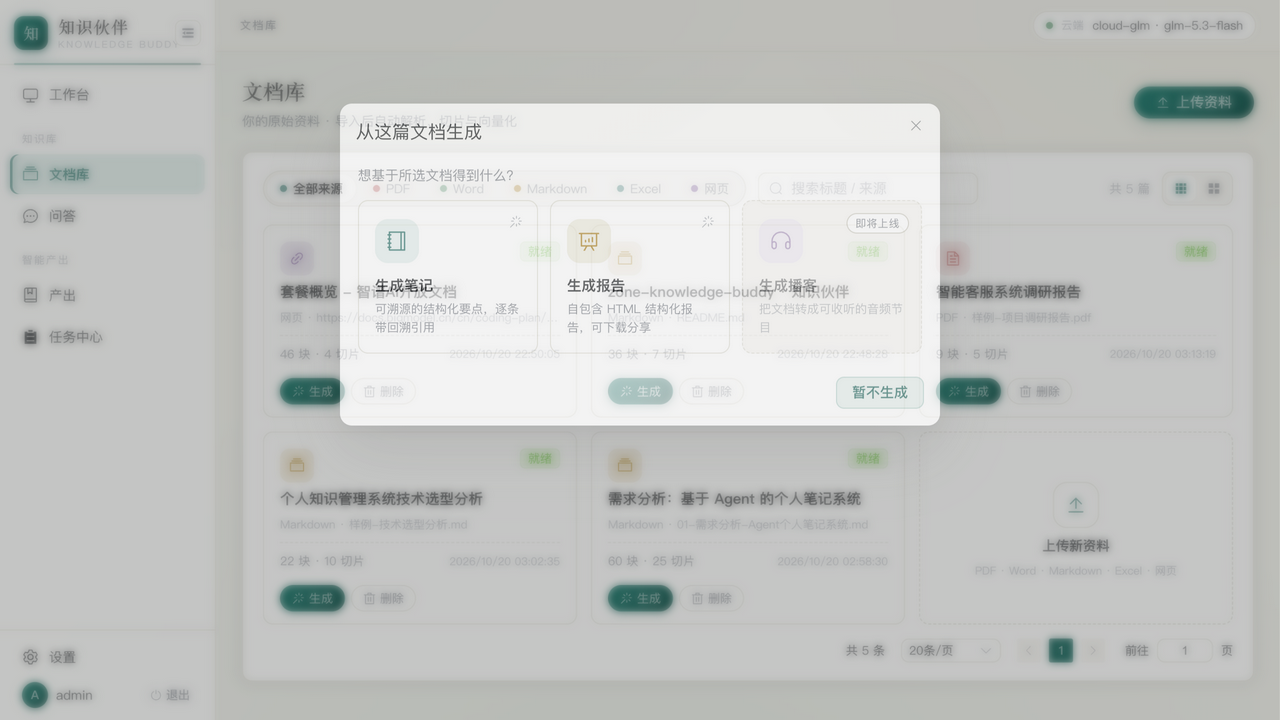 知
知识伙伴
KNOWLEDGE BUDDY
工作台
知识库
文档库
问答
智能产出
产出
任务中心
设置
A
admin
退出
文档库
云端
cloud-glm · glm-5.3-flash
文档库
你的原始资料 · 导入后自动解析、切片与向量化
上传资料
从这篇文档生成
想基于所选文档得到什么?
生成笔记
可溯源的结构化要点，逐条
带回溯引用
生成报告
自包含 HTML 结构化报
告，可下载分享
即将上线
生成播客
把文档转成可收听的音频节
目
暂不生成
全部来源
PDF
Word
Markdown
Excel
网页
搜索标题 / 来源
共 5 篇
就绪
套餐概览 - 智谱AI开放文档
46 块 · 4 切片
2026/10/20 22:50:05
生成
删除
就绪
zone-knowledge-buddy · 知识伙伴
Markdown · README.md
36 块 · 7 切片
生成
删除
就绪
智能客服系统调研报告
PDF · 样例-项目调研报告.pdf
9 块 · 5 切片
2026/10/20 03:13:19
生成
删除
就绪
个人知识管理系统技术选型分析
Markdown · 样例-技术选型分析.md
22 块 · 10 切片
2026/10/20 03:02:35
生成
删除
就绪
需求分析：基于 Agent 的个人笔记系统
Markdown · 01-需求分析-Agent个人笔记系统.md
60 块 · 25 切片
2026/10/20 02:58:30
生成
删除
上传新资料
PDF · Word · Markdown · Excel · 网页
共 5 条
20条/页
1
前往
1
页